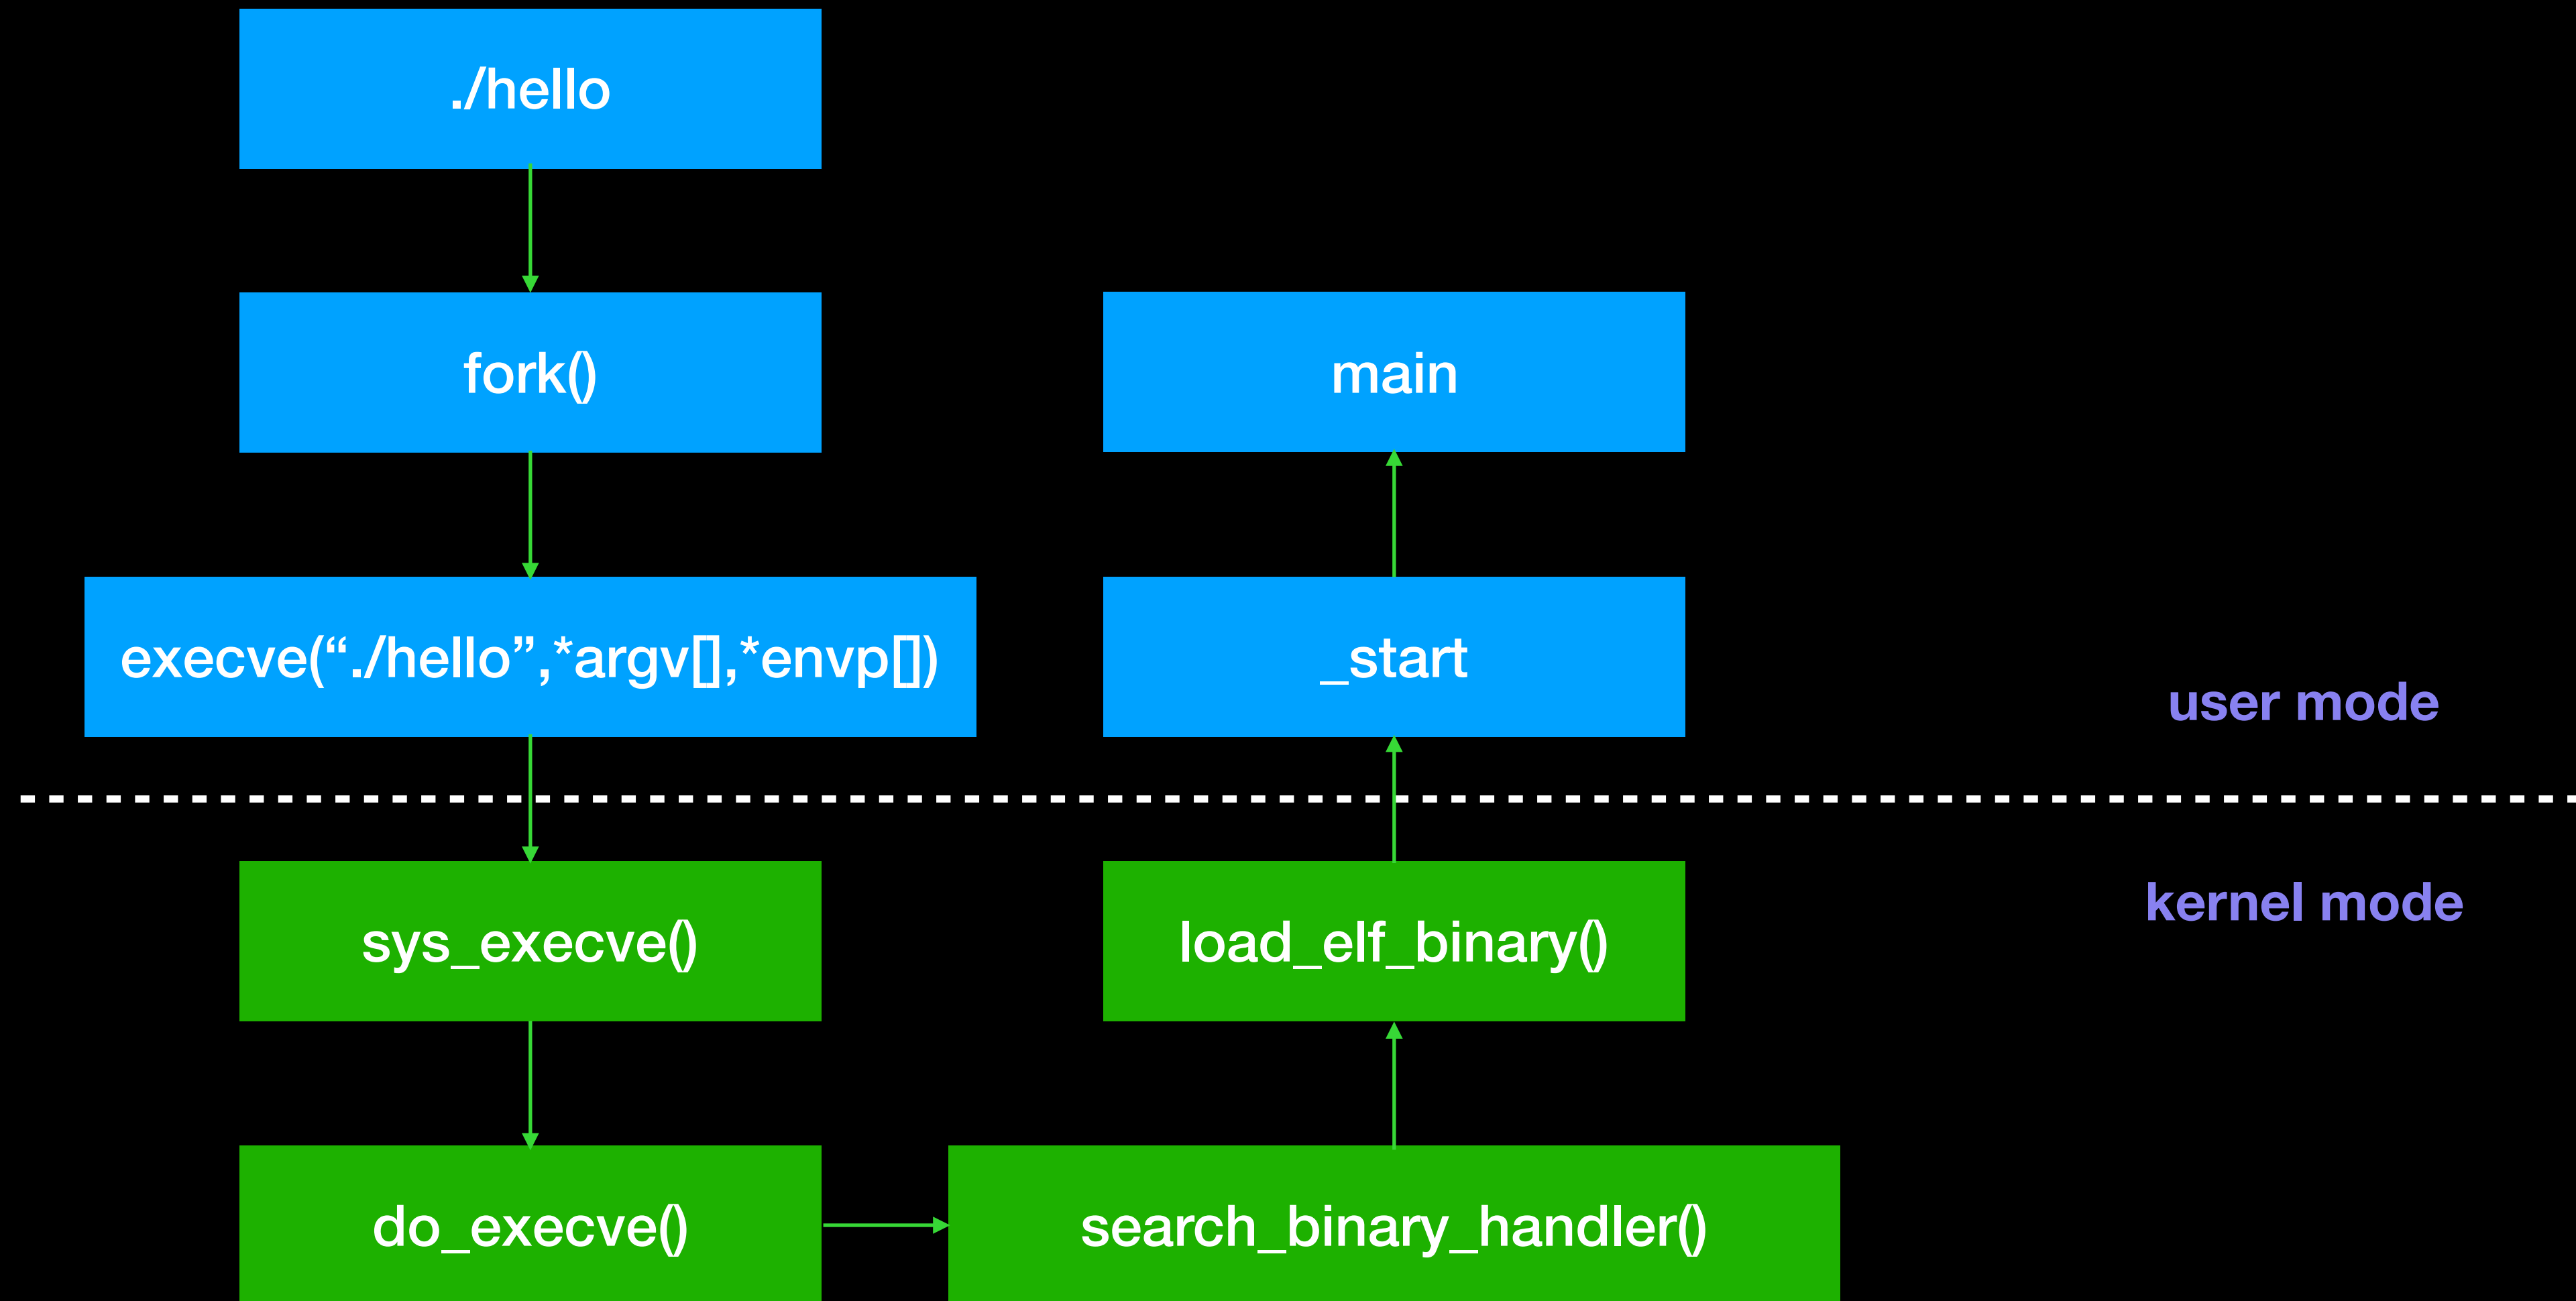 ./hello
fork()
main
execve(“./hello”,*argv[],*envp[])
_start
user mode
kernel mode
sys_execve()
load_elf_binary()
do_execve()
search_binary_handler()